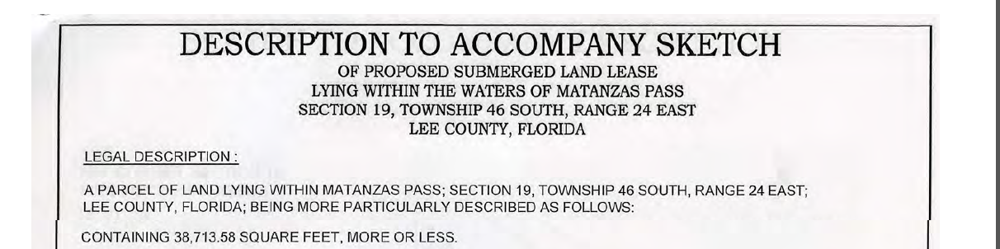 DESCRIPTION TO ACCOMPANY SKETCH
OF PROPOSED SUBMERGED LAND LEASE
LYING WITHIN THE WATERS OF MATANZAS PASS
SECTION 19, TOWNSHIP 46 SOUTH, RANGE 24 EAST
LEE COUNTY, FLORIDA
LEGAL DESCRIPTION :
A PARCEL OF LAND LYING WITHIN MATANZAS PASS; SECTION 19, TOWNSHIP 46 SOUTH, RANGE 24 EAST;
LEE COUNTY, FLORIDA; BEING MORE PARTICULARLY DESCRIBED AS FOLLOWS:
CONTAINING 38,713.58 SQUARE FEET, MORE OR LESS.